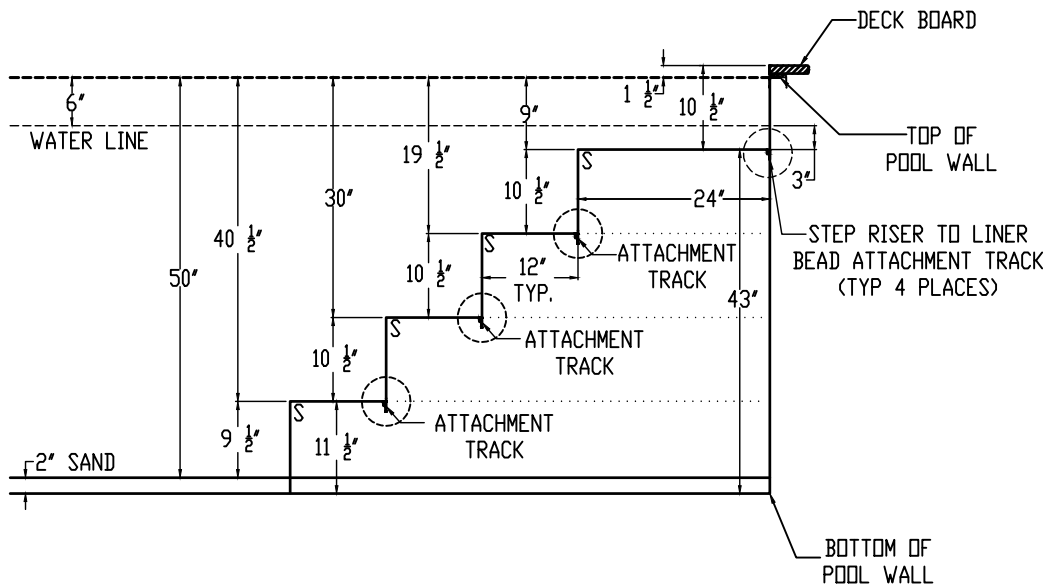 DECK BOARD
6"
9"
1 1/2"
10 1/2"
WATER LINE
TOP OF
POOL WALL
19 1/2"
S
3"
10 1/2"
24"
30"
40 1/2"
S
ATTACHMENT
TRACK
STEP RISER TO LINER
BEAD ATTACHMENT TRACK
(TYP 4 PLACES)
50"
10 1/2"
12"
TYP.
43"
S
ATTACHMENT
TRACK
10 1/2"
S
ATTACHMENT
TRACK
9 1/2"
11 1/2"
2" SAND
BOTTOM OF
POOL WALL